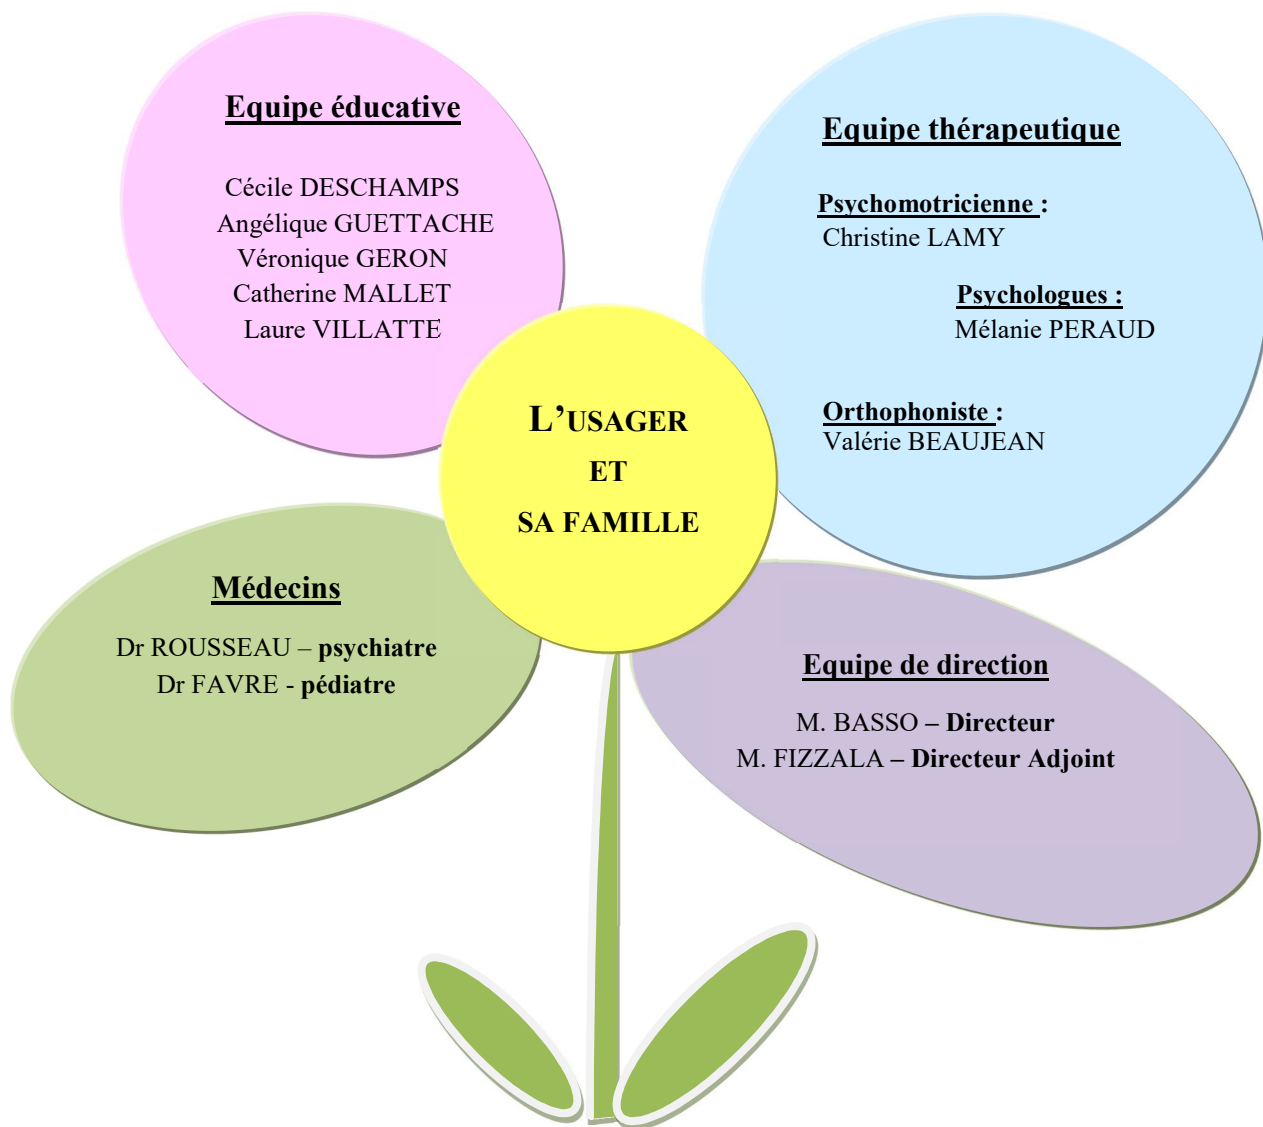 Equipe éducative
Cécile DESCHAMPS
Angélique GUETTACHE
Véronique GERON
Catherine MALLET
Laure VILLATTE
Equipe thérapeutique
Psychomotricienne :
Christine LAMY
Psychologues :
Mélanie PERAUD
Orthophoniste :
Valérie BEAUJEAN
L'USAGER
ET
SA FAMILLE
Médecins
Dr ROUSSEAU – psychiatre
Dr FAVRE - pédiatre
Equipe de direction
M. BASSO – Directeur
M. FIZZALA – Directeur Adjoint